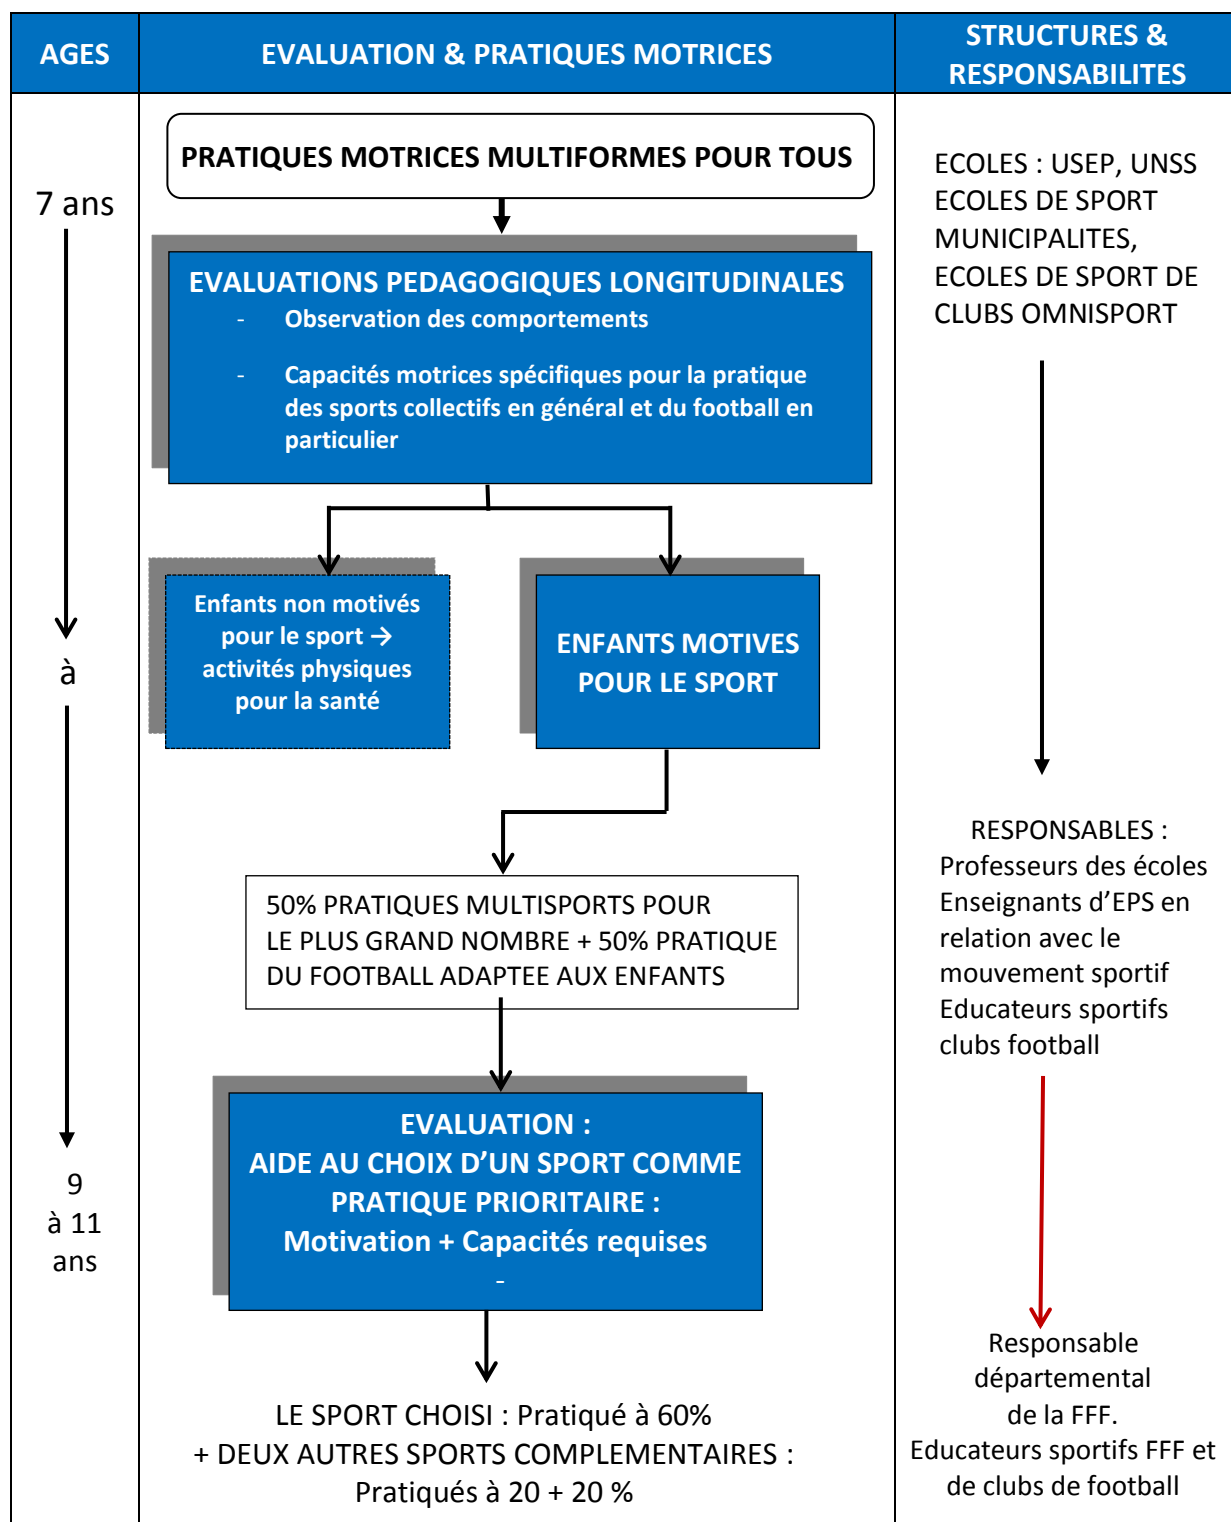 AGES
EVALUATION & PRATIQUES MOTRICES
STRUCTURES &
RESPONSABILITES
7 ans
à
9
à 11
ans
PRATIQUES MOTRICES MULTIFORMES POUR TOUS
EVALUATIONS PEDAGOGIQUES LONGITUDINALES
- Observation des comportements
- Capacités motrices spécifiques pour la pratique
des sports collectifs en général et du football en
particulier
Enfants non motivés
pour le sport →
activités physiques
pour la santé
ENFANTS MOTIVES
POUR LE SPORT
50% PRATIQUES MULTISPORTS POUR
LE PLUS GRAND NOMBRE + 50% PRATIQUE
DU FOOTBALL ADAPTEE AUX ENFANTS
EVALUATION :
AIDE AU CHOIX D’UN SPORT COMME
PRATIQUE PRIORITAIRE :
Motivation + Capacités requises
-
LE SPORT CHOISI : Pratiqué à 60%
+ DEUX AUTRES SPORTS COMPLEMENTAIRES :
Pratiqués à 20 + 20 %
ECOLES : USEP, UNSS
ECOLES DE SPORT
MUNICIPALITES,
ECOLES DE SPORT DE
CLUBS OMNISPORT
RESPONSABLES :
Professeurs des écoles
Enseignants d’EPS en
relation avec le
mouvement sportif
Educateurs sportifs
clubs football
Responsable
départemental
de la FFF.
Educateurs sportifs FFF et
de clubs de football